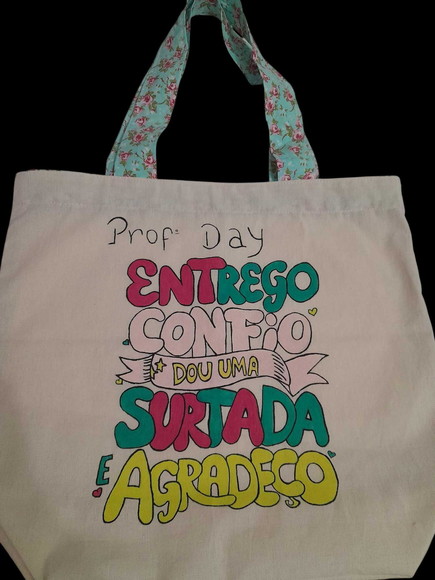 Profª Day
ENTREGO
CONFiO
DOU UMA
SURTADA
E AGRADEÇO